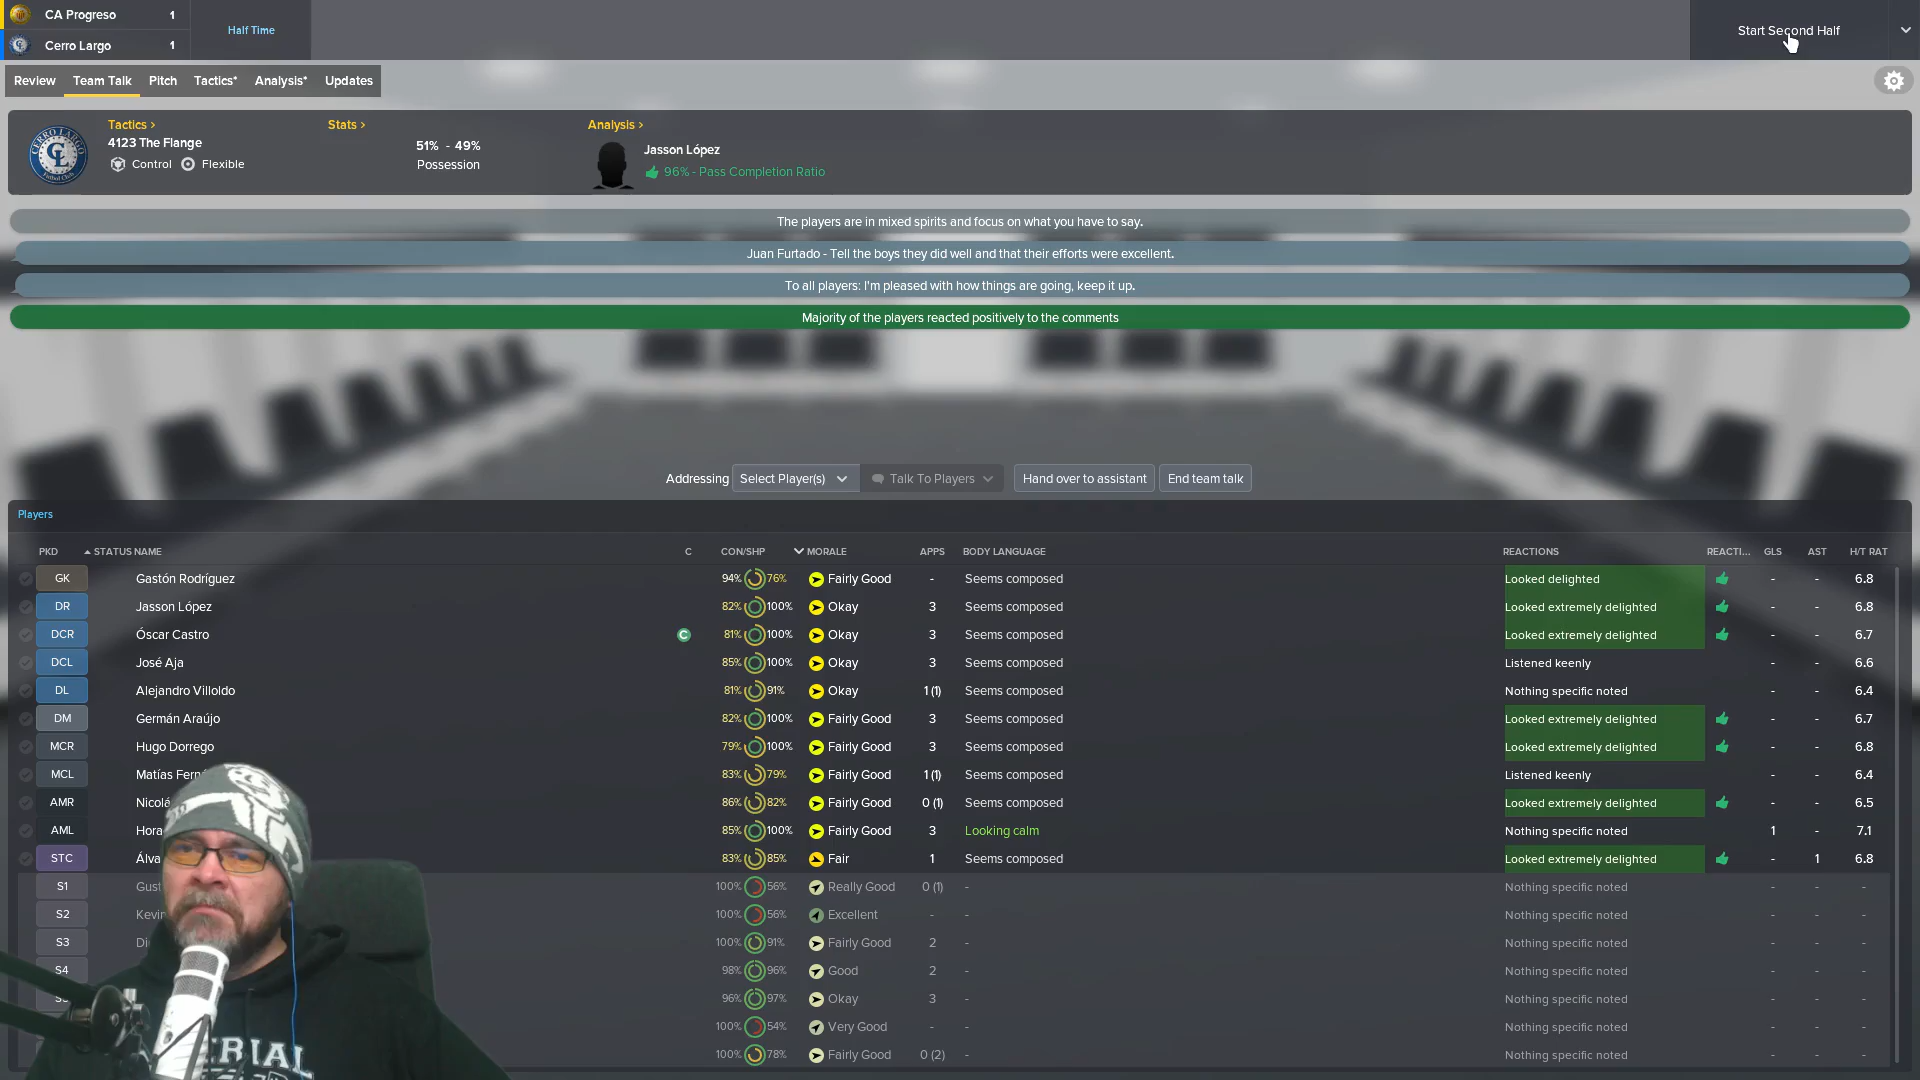 CA Progreso 1
Cerro Largo 1
Half Time
Start Second Half
Review Team Talk Pitch Tactics* Analysis* Updates
CERRO LARGO
Tactics >
4123 The Flange
Control Flexible
Stats >
51% - 49%
Possession
Analysis >
Jasson López
96% - Pass Completion Ratio
The players are in mixed spirits and focus on what you have to say.
Juan Furtado - Tell the boys they did well and that their efforts were excellent.
To all players: I'm pleased with how things are going, keep it up.
Majority of the players reacted positively to the comments
Addressing Select Player(s) Talk To Players Hand over to assistant End team talk
Players
PKD STATUS NAME C CON/SHP MORALE APPS BODY LANGUAGE REACTIONS REACTI... GLS AST H/T RAT
GK Gastón Rodríguez 94% 76% Fairly Good - Seems composed Looked delighted - - 6.8
DR Jasson López 82% 100% Okay 3 Seems composed Looked extremely delighted - - 6.8
DCR Óscar Castro C 81% 100% Okay 3 Seems composed Looked extremely delighted - - 6.7
DCL José Aja 85% 100% Okay 3 Seems composed Listened keenly - - 6.6
DL Alejandro Villoldo 81% 91% Okay 1 (1) Seems composed Nothing specific noted - - 6.4
DM Germán Araújo 82% 100% Fairly Good 3 Seems composed Looked extremely delighted - - 6.7
MCR Hugo Dorrego 79% 100% Fairly Good 3 Seems composed Looked extremely delighted - - 6.8
MCL Matías 83% 79% Fairly Good 1 (1) Seems composed Listened keenly - - 6.4
AMR 86% 82% Fairly Good 0 (1) Seems composed Looked extremely delighted - - 6.5
AML 85% 100% Fairly Good 3 Looking calm Nothing specific noted 1 - 7.1
STC 83% 85% Fair 1 Seems composed Looked extremely delighted - 1 6.8
S1 100% 56% Really Good 0 (1) - Nothing specific noted - - -
S2 100% 56% Excellent - - Nothing specific noted - - -
S3 100% 91% Fairly Good 2 - Nothing specific noted - - -
S4 98% 96% Good 2 - Nothing specific noted - - -
96% 97% Okay 3 - Nothing specific noted - - -
100% 54% Very Good - - Nothing specific noted - - -
100% 78% Fairly Good 0 (2) - Nothing specific noted - - -